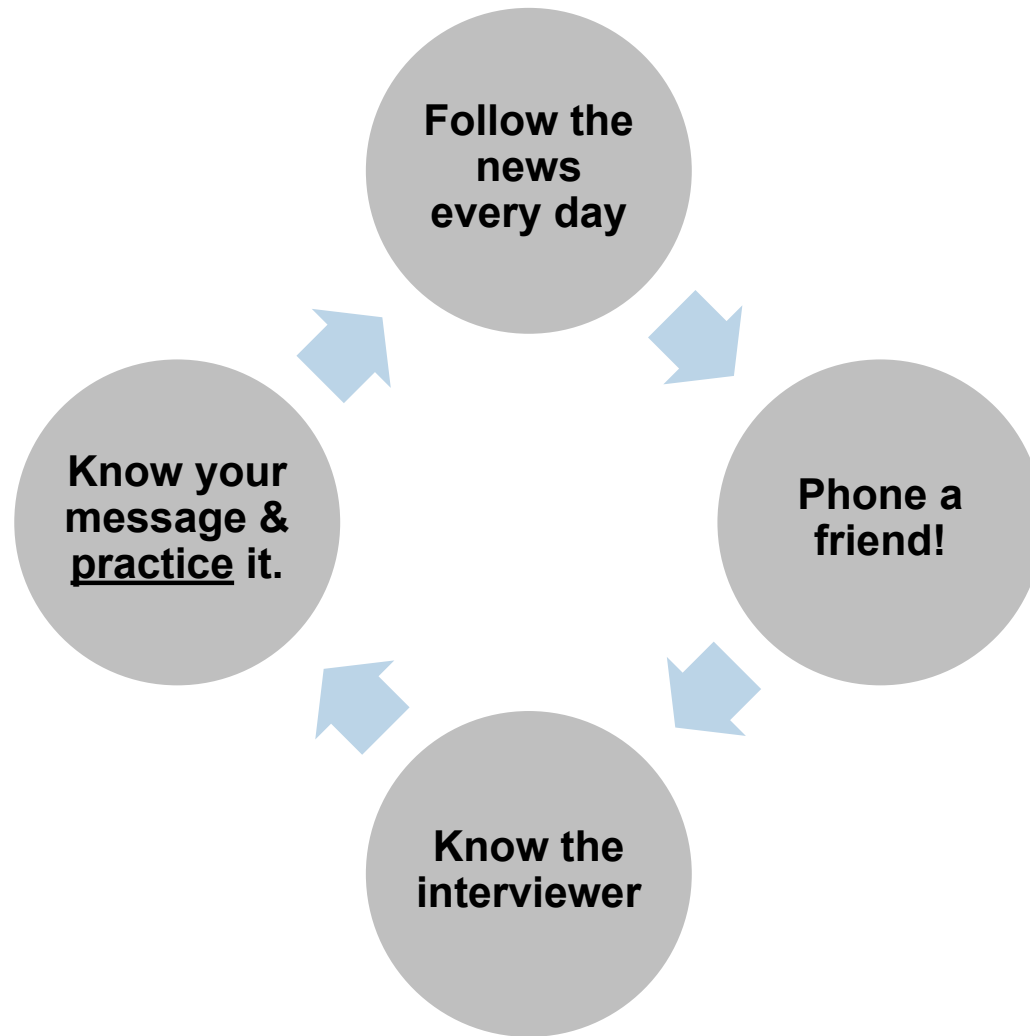 Follow the
news
every day
Phone a
friend!
Know the
interviewer
Know your
message &
practice it.